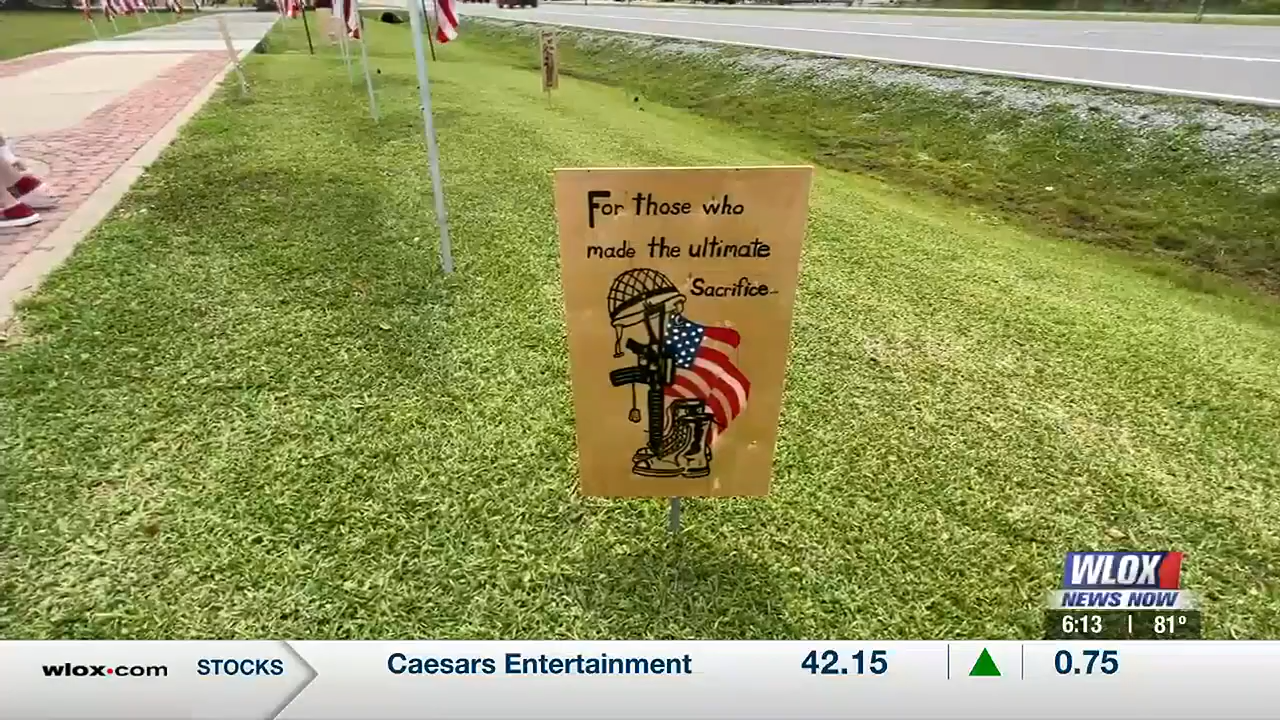 For those who
made the ultimate
Sacrifice...
WLOX
NEWS NOW
6:13 | 81°
wlox.com STOCKS Caesars Entertainment 42.15 0.75